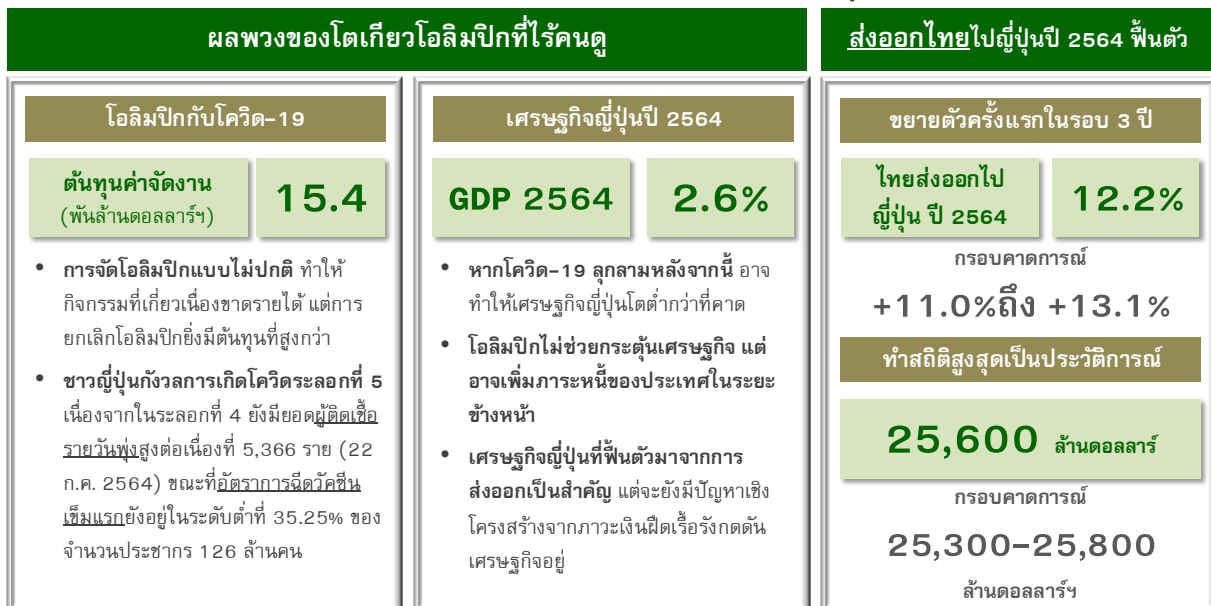 ผลพวงของโตเกียวโอลิมปิกที่ไร้คนดู
โอลิมปิกกับโควิด-19
ต้นทุนค่าจัดงาน
(พันล้านดอลลาร์ฯ)
15.4
• การจัดโอลิมปิกแบบไม่ปกติ ทำให้
กิจกรรมที่เกี่ยวเนื่องขาดรายได้ แต่การ
ยกเลิกโอลิมปิกยิ่งมีต้นทุนที่สูงกว่า
• ชาวญี่ปุ่นกังวลการเกิดโควิดระลอกที่ 5
เนื่องจากในระลอกที่ 4 ยังมียอดผู้ติดเชื้อ
รายวันพุ่งสูงต่อเนื่องที่ 5,366 ราย (22
ก.ค. 2564) ขณะที่อัตราการฉีดวัคซีน
เข็มแรกยังอยู่ในระดับต่ำที่ 35.25% ของ
จำนวนประชากร 126 ล้านคน
เศรษฐกิจญี่ปุ่นปี 2564
GDP 2564
2.6%
• หากโควิด-19 ลุกลามหลังจากนี้ อาจ
ทำให้เศรษฐกิจญี่ปุ่นโตต่ำกว่าที่คาด
• โอลิมปิกไม่ช่วยกระตุ้นเศรษฐกิจ แต่
อาจเพิ่มภาระหนี้ของประเทศในระยะ
ข้างหน้า
• เศรษฐกิจญี่ปุ่นที่ฟื้นตัวมาจากการ
ส่งออกเป็นสำคัญ แต่จะยังมีปัญหาเชิง
โครงสร้างจากภาวะเงินฝืดเรื้อรังกดดัน
เศรษฐกิจอยู่
ส่งออกไทยไปญี่ปุ่นปี 2564 ฟื้นตัว
ขยายตัวครั้งแรกในรอบ 3 ปี
ไทยส่งออกไป
ญี่ปุ่น ปี 2564
12.2%
กรอบคาดการณ์
+11.0%ถึง +13.1%
ทำสถิติสูงสุดเป็นประวัติการณ์
25,600 ล้านดอลลาร์
กรอบคาดการณ์
25,300-25,800
ล้านดอลลาร์ฯ